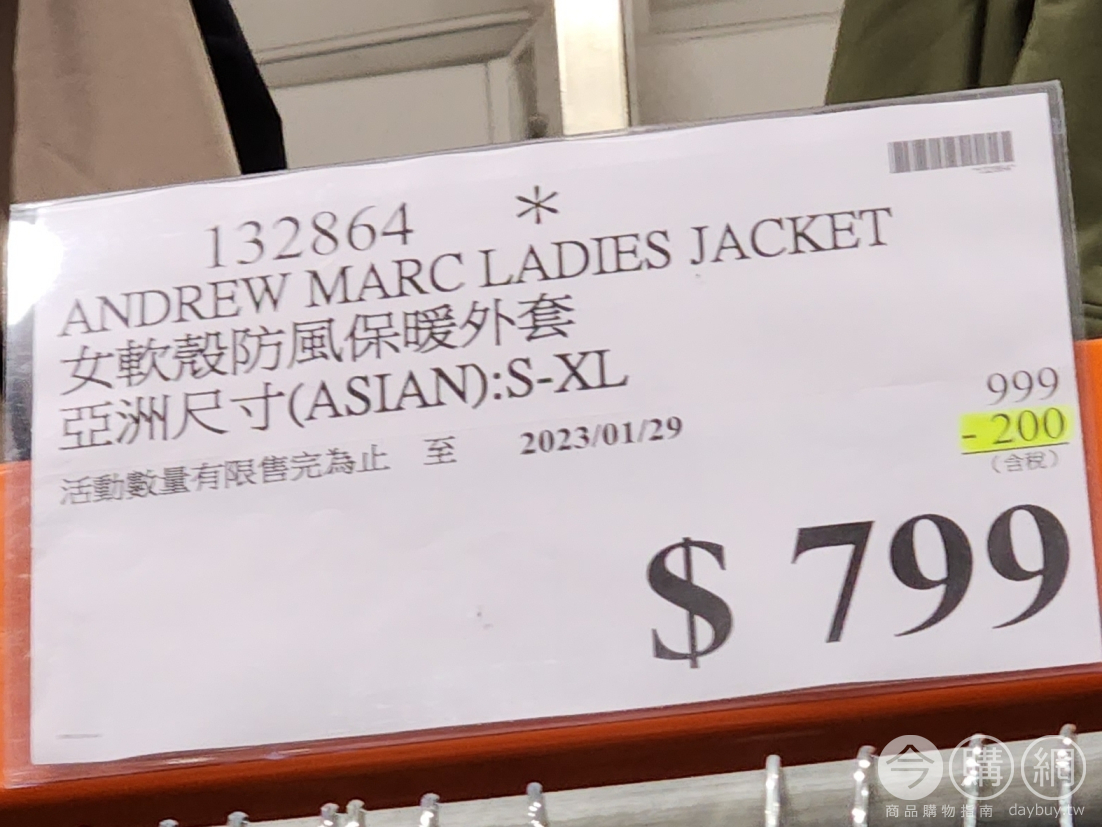 132864 *
ANDREW MARC LADIES JACKET
女軟殼防風保暖外套
亞洲尺寸(ASIAN):S-XL
活動數量有限售完為止 至 2023/01/29
999
- 200
(含稅)
$ 799
今購網
商品購物指南 daybuy.tw